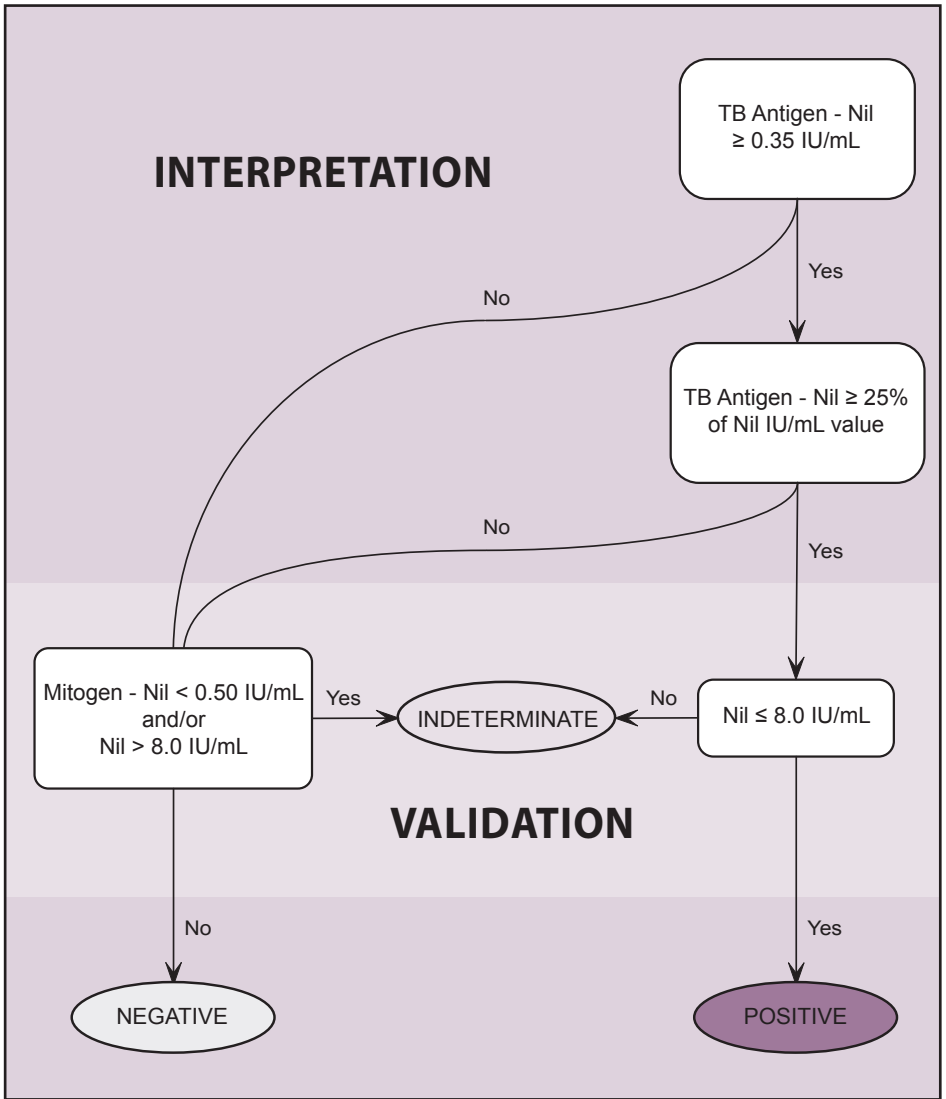 INTERPRETATION
TB Antigen - Nil
≥ 0.35 IU/mL
Yes
No
TB Antigen - Nil ≥ 25%
of Nil IU/mL value
No
Yes
Mitogen - Nil < 0.50 IU/mL
and/or
Nil > 8.0 IU/mL
Yes
INDETERMINATE
No
Nil ≤ 8.0 IU/mL
VALIDATION
No
Yes
NEGATIVE
POSITIVE